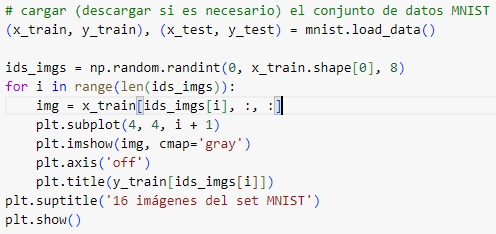 # cargar (descargar si es necesario) el conjunto de datos MNIST
(x_train, y_train), (x_test, y_test) = mnist.load_data()

ids_imgs = np.random.randint(0, x_train.shape[0], 8)
for i in range(len(ids_imgs)):
    img = x_train[ids_imgs[i], :, :]
    plt.subplot(4, 4, i + 1)
    plt.imshow(img, cmap='gray')
    plt.axis('off')
    plt.title(y_train[ids_imgs[i]])
plt.suptitle('16 imágenes del set MNIST')
plt.show()